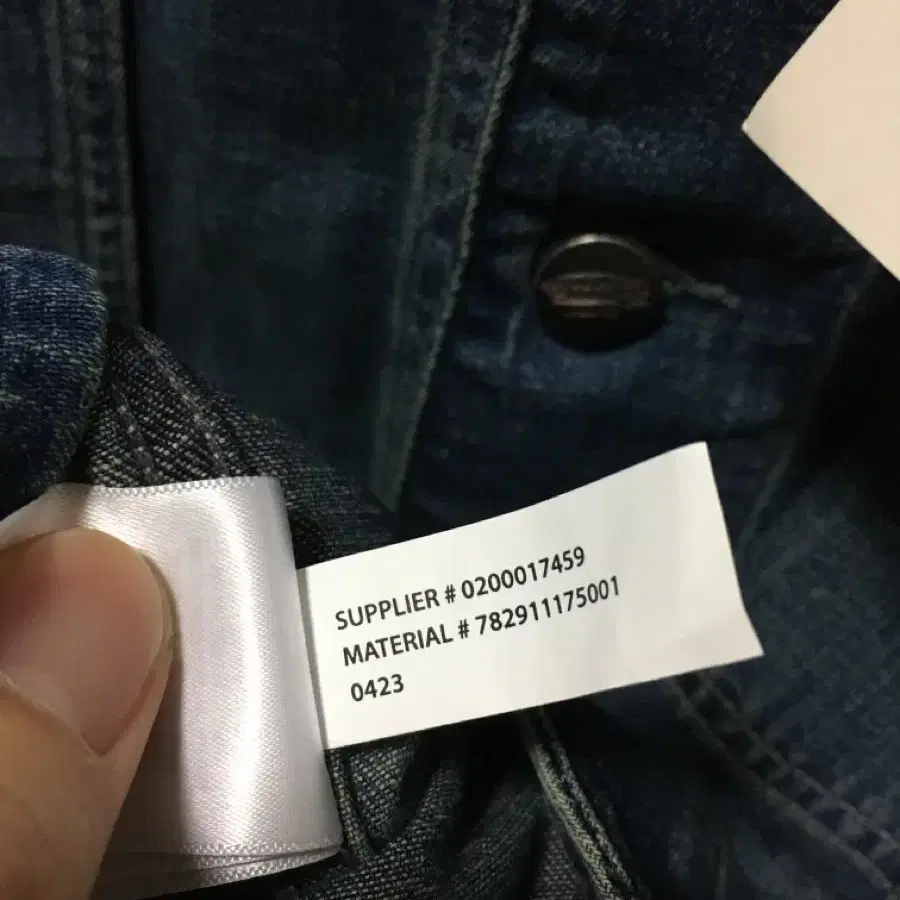 SUPPLIER # 0200017459
MATERIAL # 782911175001
0423